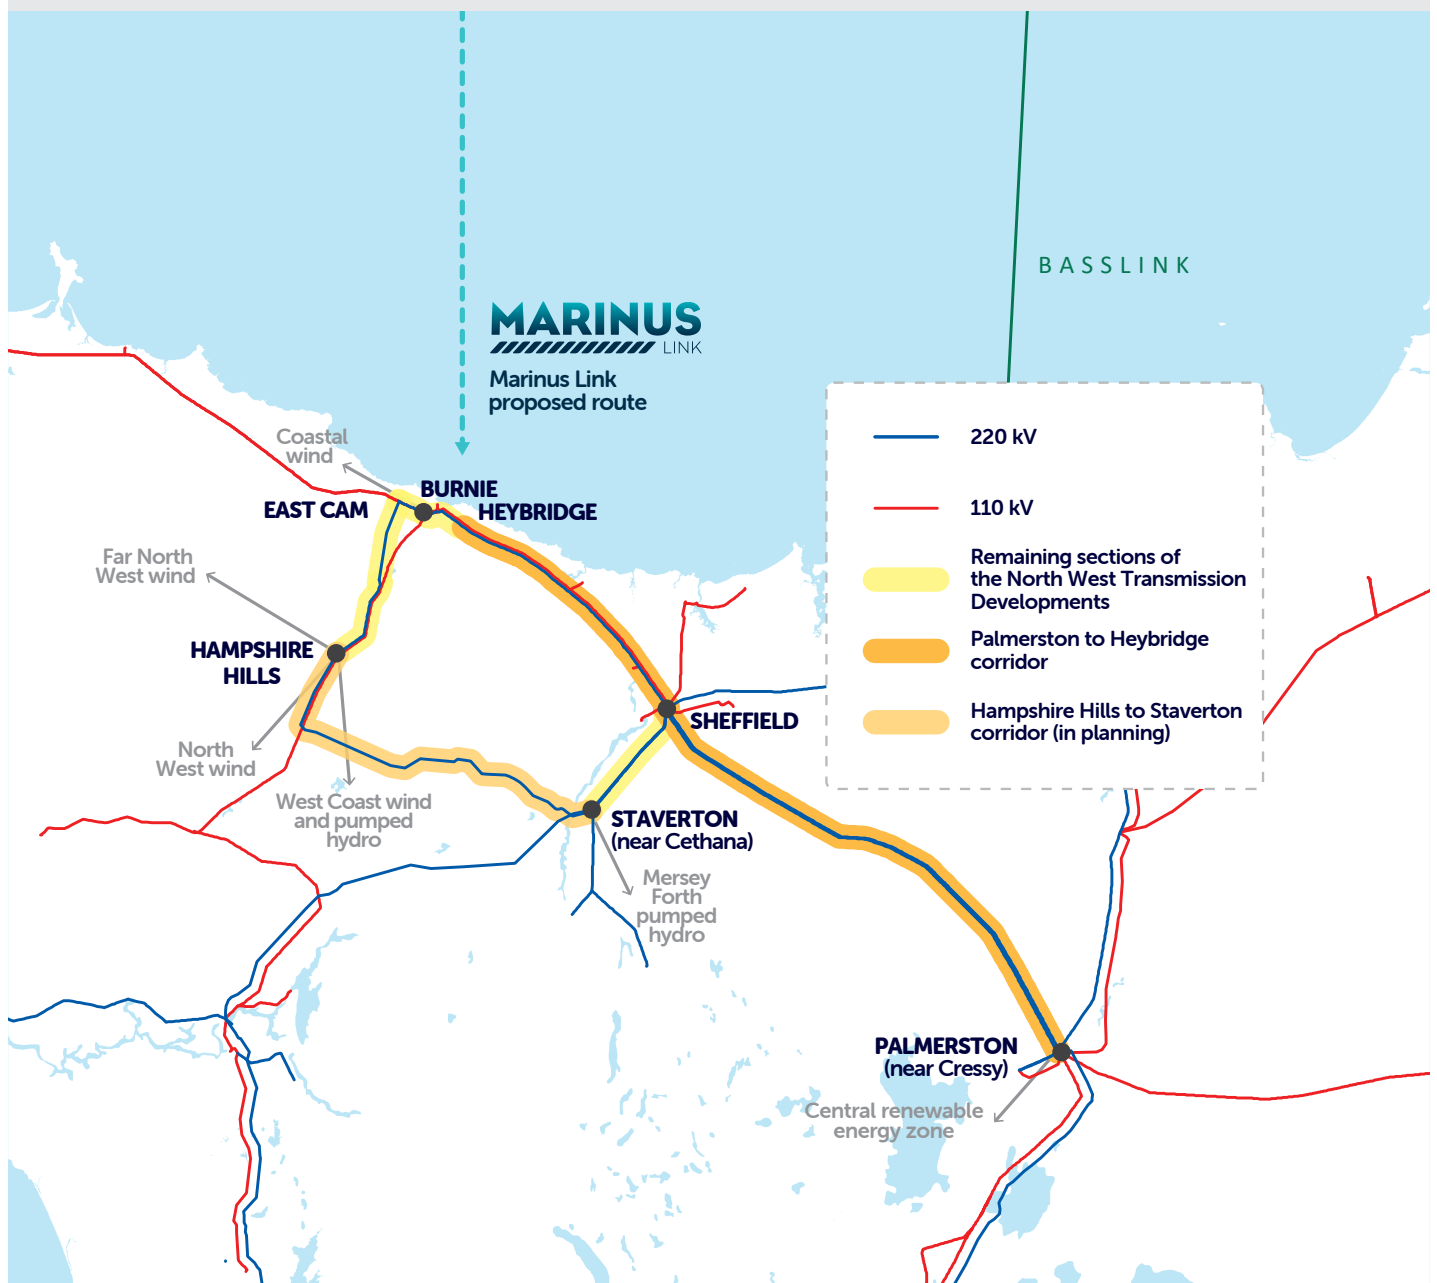 BASSLINK
MARINUS
LINK
Marinus Link
proposed route
220 kV
110 kV
Remaining sections of
the North West Transmission
Developments
Palmerston to Heybridge
corridor
Hampshire Hills to Staverton
corridor (in planning)
Coastal
wind
BURNIE
EAST CAM
HEYBRIDGE
Far North
West wind
HAMPSHIRE
HILLS
North
West wind
West Coast wind
and pumped
hydro
SHEFFIELD
STAVERTON
(near Cethana)
Mersey
Forth
pumped
hydro
PALMERSTON
(near Cressy)
Central renewable
energy zone